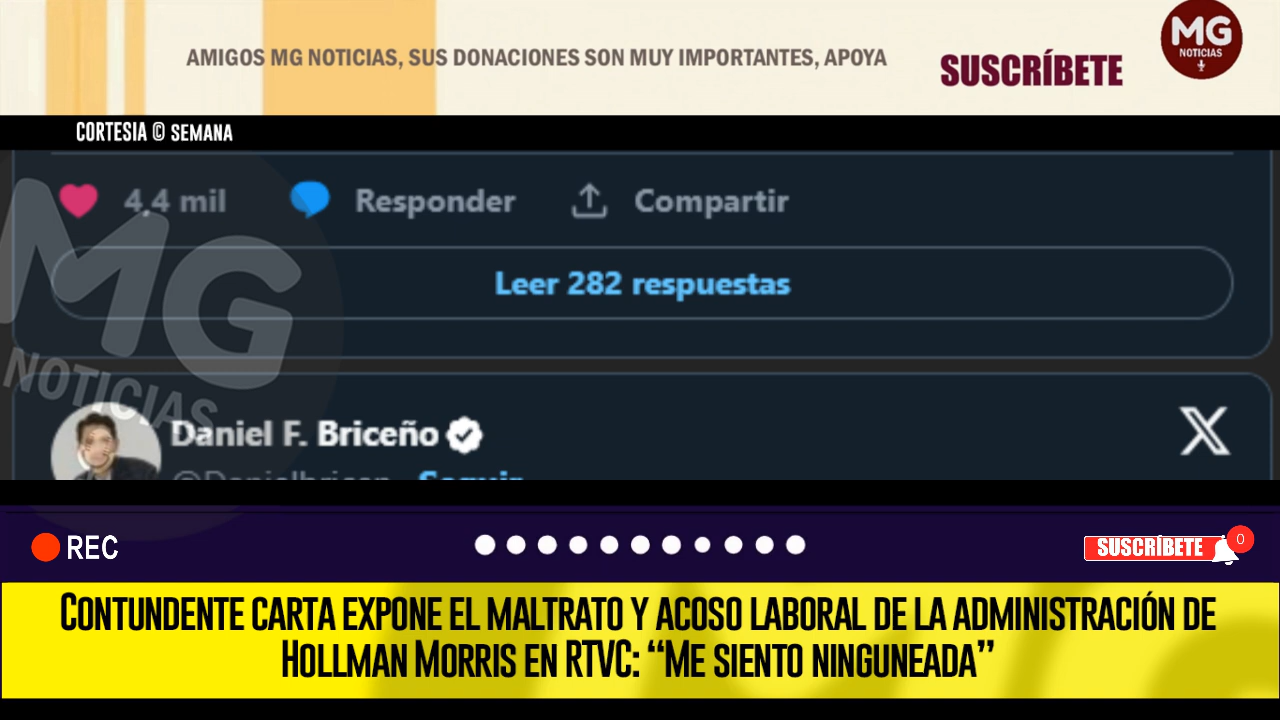 AMIGOS MG NOTICIAS, SUS DONACIONES SON MUY IMPORTANTES, APOYA
SUSCRÍBETE
MG
NOTICIAS
CORTESIA © SEMANA
4,4 mil
Responder
Compartir
MG
NOTICIAS
Leer 282 respuestas
Daniel F. Briceño
X
REC
SUSCRÍBETE
0
CONTUNDENTE CARTA EXPONE EL MALTRATO Y ACOSO LABORAL DE LA ADMINISTRACIÓN DE
HOLLMAN MORRIS EN RTVC: “ME SIENTO NINGUNEADA”